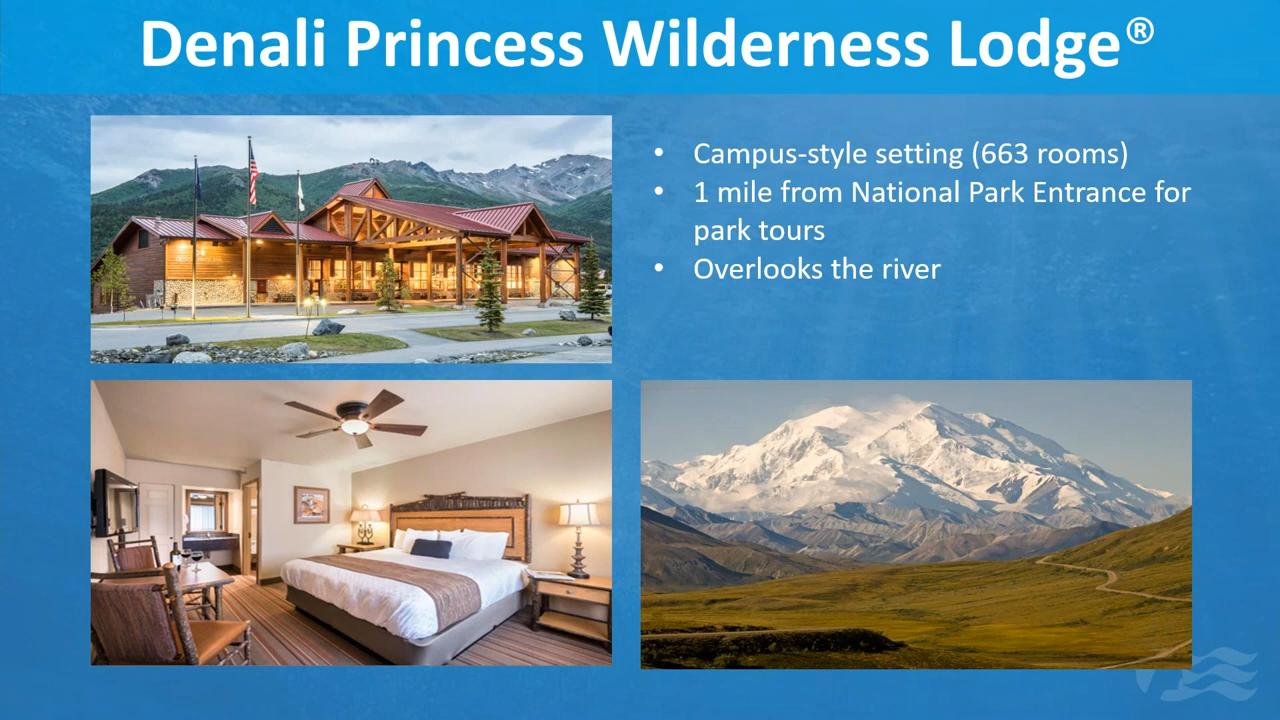 Denali Princess Wilderness Lodge®
• Campus-style setting (663 rooms)
• 1 mile from National Park Entrance for
park tours
• Overlooks the river